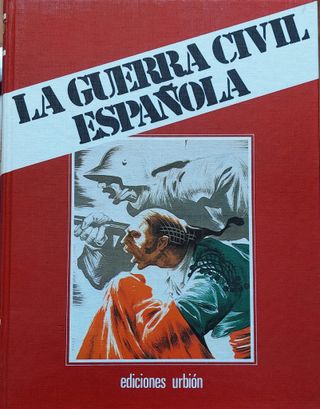 LA GUERRA CIVIL
ESPAÑOLA
ediciones urbión